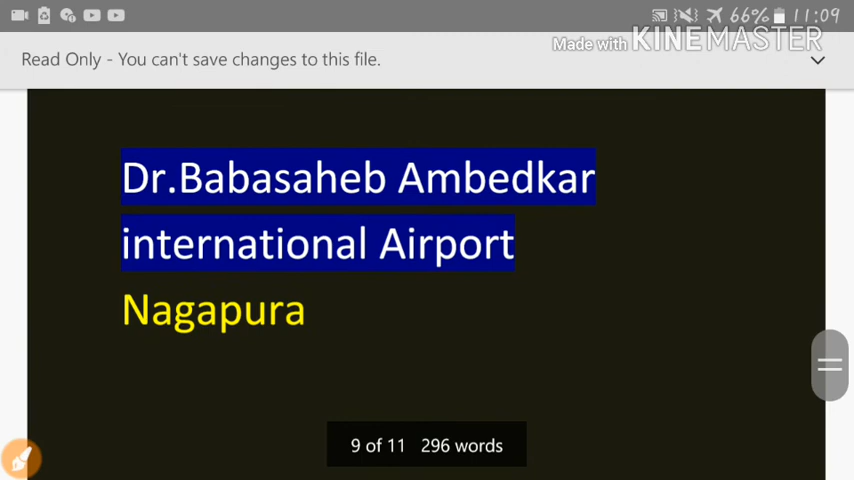 66% 11:09
Made with KINEMASTER
Read Only - You can't save changes to this file.
Dr.Babasaheb Ambedkar
international Airport
Nagapura
9 of 11 296 words